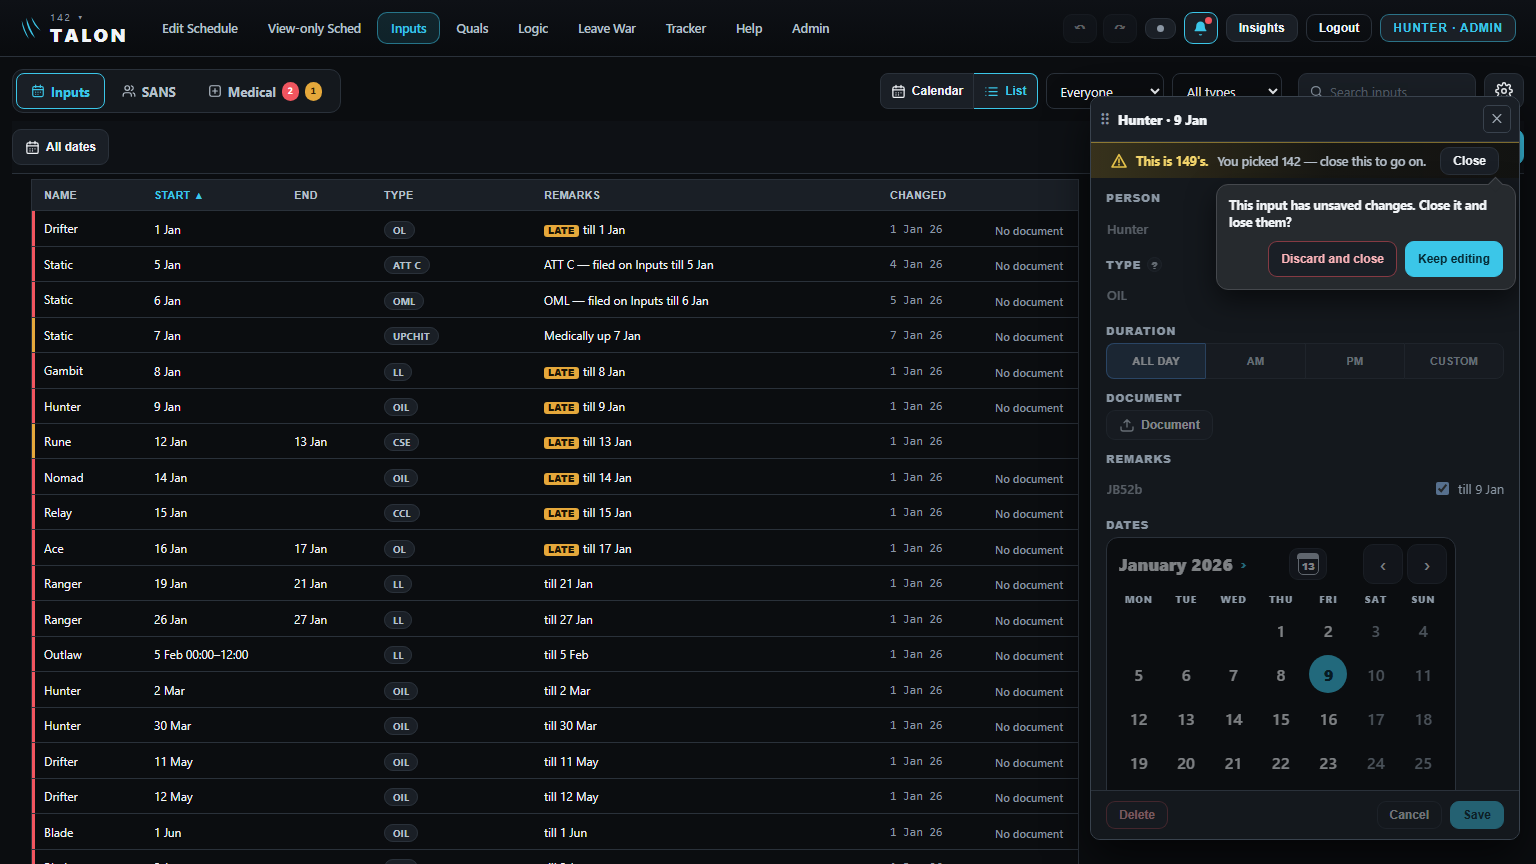 142
TALON
Edit Schedule
View-only Sched
Inputs
Quals
Logic
Leave War
Tracker
Help
Admin
Insights
Logout
HUNTER · ADMIN
Inputs
SANS
Medical 2 1
Calendar
List
Everyone
All types
Search inputs
All dates
NAME START ▲ END TYPE REMARKS CHANGED
Drifter 1 Jan OL LATE till 1 Jan 1 Jan 26 No document
Static 5 Jan ATT C ATT C — filed on Inputs till 5 Jan 4 Jan 26 No document
Static 6 Jan OML OML — filed on Inputs till 6 Jan 5 Jan 26 No document
Static 7 Jan UPCHIT Medically up 7 Jan 7 Jan 26 No document
Gambit 8 Jan LL LATE till 8 Jan 1 Jan 26 No document
Hunter 9 Jan OIL LATE till 9 Jan 1 Jan 26 No document
Rune 12 Jan 13 Jan CSE LATE till 13 Jan 1 Jan 26
Nomad 14 Jan OIL LATE till 14 Jan 1 Jan 26 No document
Relay 15 Jan CCL LATE till 15 Jan 1 Jan 26 No document
Ace 16 Jan 17 Jan OL LATE till 17 Jan 1 Jan 26 No document
Ranger 19 Jan 21 Jan LL till 21 Jan 1 Jan 26 No document
Ranger 26 Jan 27 Jan LL till 27 Jan 1 Jan 26 No document
Outlaw 5 Feb 00:00–12:00 LL till 5 Feb 1 Jan 26 No document
Hunter 2 Mar OIL till 2 Mar 1 Jan 26 No document
Hunter 30 Mar OIL till 30 Mar 1 Jan 26 No document
Drifter 11 May OIL till 11 May 1 Jan 26 No document
Drifter 12 May OIL till 12 May 1 Jan 26 No document
Blade 1 Jun OIL till 1 Jun 1 Jan 26 No document
Hunter · 9 Jan
This is 149's. You picked 142 — close this to go on. Close
This input has unsaved changes. Close it and
lose them?
Discard and close
Keep editing
PERSON
Hunter
TYPE ?
OIL
DURATION
ALL DAY AM PM CUSTOM
DOCUMENT
Document
REMARKS
JB52b
till 9 Jan
DATES
January 2026 › 13 ‹ ›
MON TUE WED THU FRI SAT SUN
1 2 3 4
5 6 7 8 9 10 11
12 13 14 15 16 17 18
19 20 21 22 23 24 25
Delete
Cancel
Save